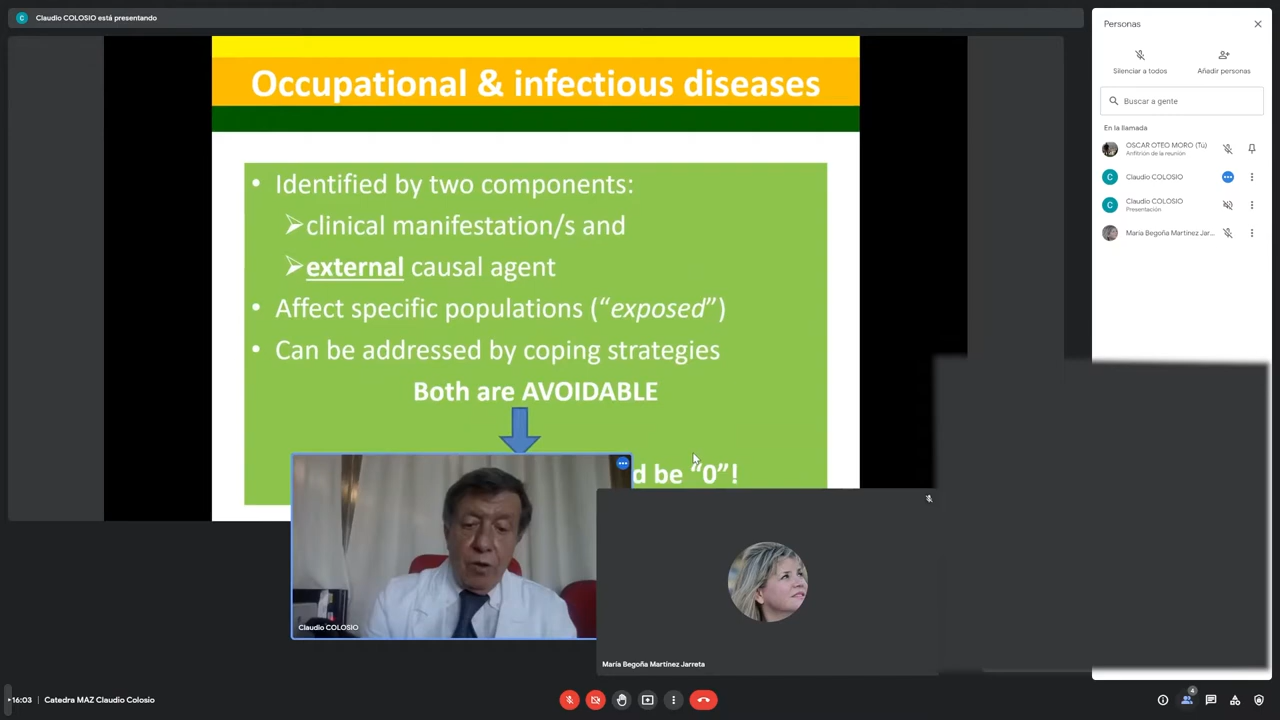 C Claudio COLOSIO está presentando
Occupational & infectious diseases
• Identified by two components:
➢clinical manifestation/s and
➢external causal agent
• Affect specific populations (“exposed”)
• Can be addressed by coping strategies
Both are AVOIDABLE
be “0”!
Claudio COLOSIO
María Begoña Martínez Jarreta
Personas
Silenciar a todos
Añadir personas
Buscar a gente
En la llamada
OSCAR OTEO MORO (Tú)
Anfitrión de la reunión
C Claudio COLOSIO
C Claudio COLOSIO
Presentación
María Begoña Martínez Jar...
16:03 | Catedra MAZ Claudio Colosio
4